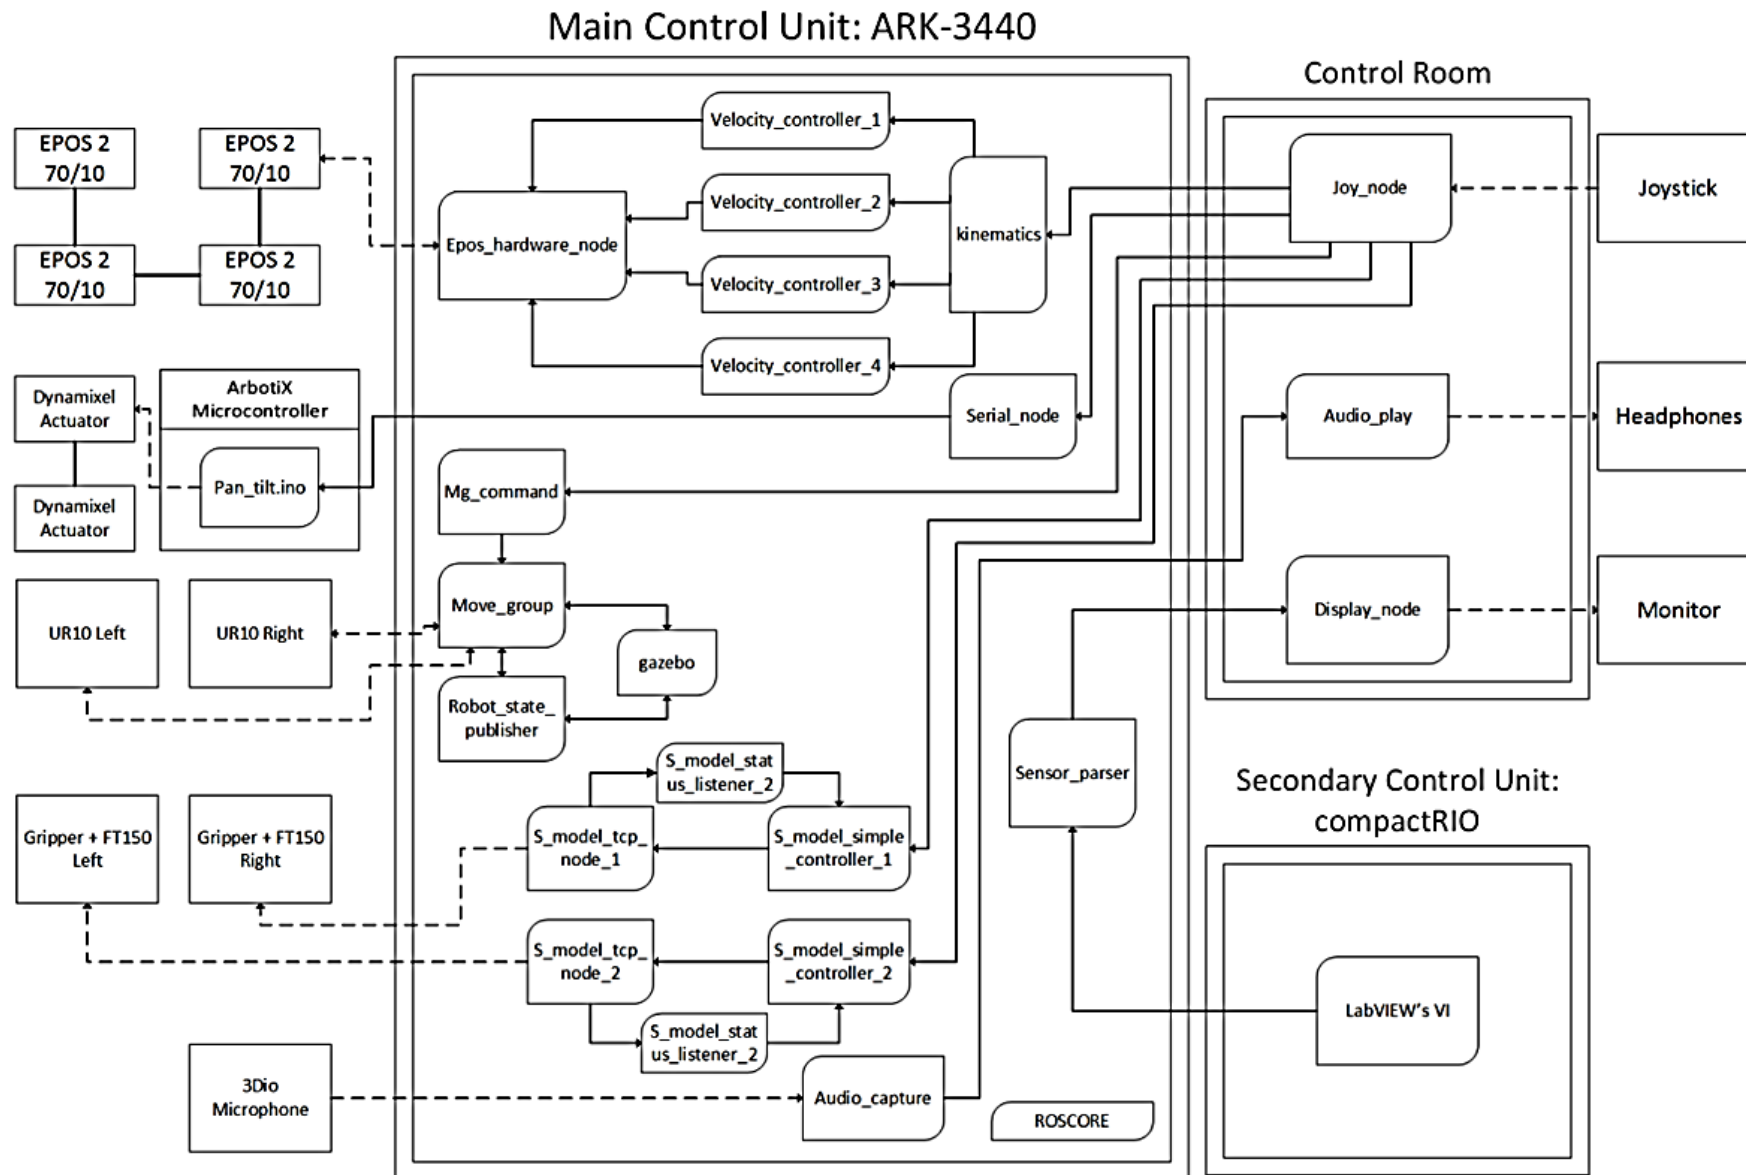 Main Control Unit: ARK-3440
Control Room
EPOS 2
70/10
EPOS 2
70/10
EPOS 2
70/10
EPOS 2
70/10
Velocity_controller_1
Velocity_controller_2
Velocity_controller_3
Velocity_controller_4
Epos_hardware_node
kinematics
Joy_node
Joystick
Dynamixel
Actuator
Dynamixel
Actuator
ArbotiX
Microcontroller
Pan_tilt.ino
Serial_node
Audio_play
Headphones
Mg_command
Move_group
gazebo
Robot_state_
publisher
UR10 Left
UR10 Right
Display_node
Monitor
Sensor_parser
S_model_stat
us_listener_2
S_model_tcp_
node_1
S_model_simple
_controller_1
Gripper + FT150
Left
Gripper + FT150
Right
S_model_tcp_
node_2
S_model_simple
_controller_2
S_model_stat
us_listener_2
Secondary Control Unit:
compactRIO
LabVIEW's VI
3Dio
Microphone
Audio_capture
ROSCORE